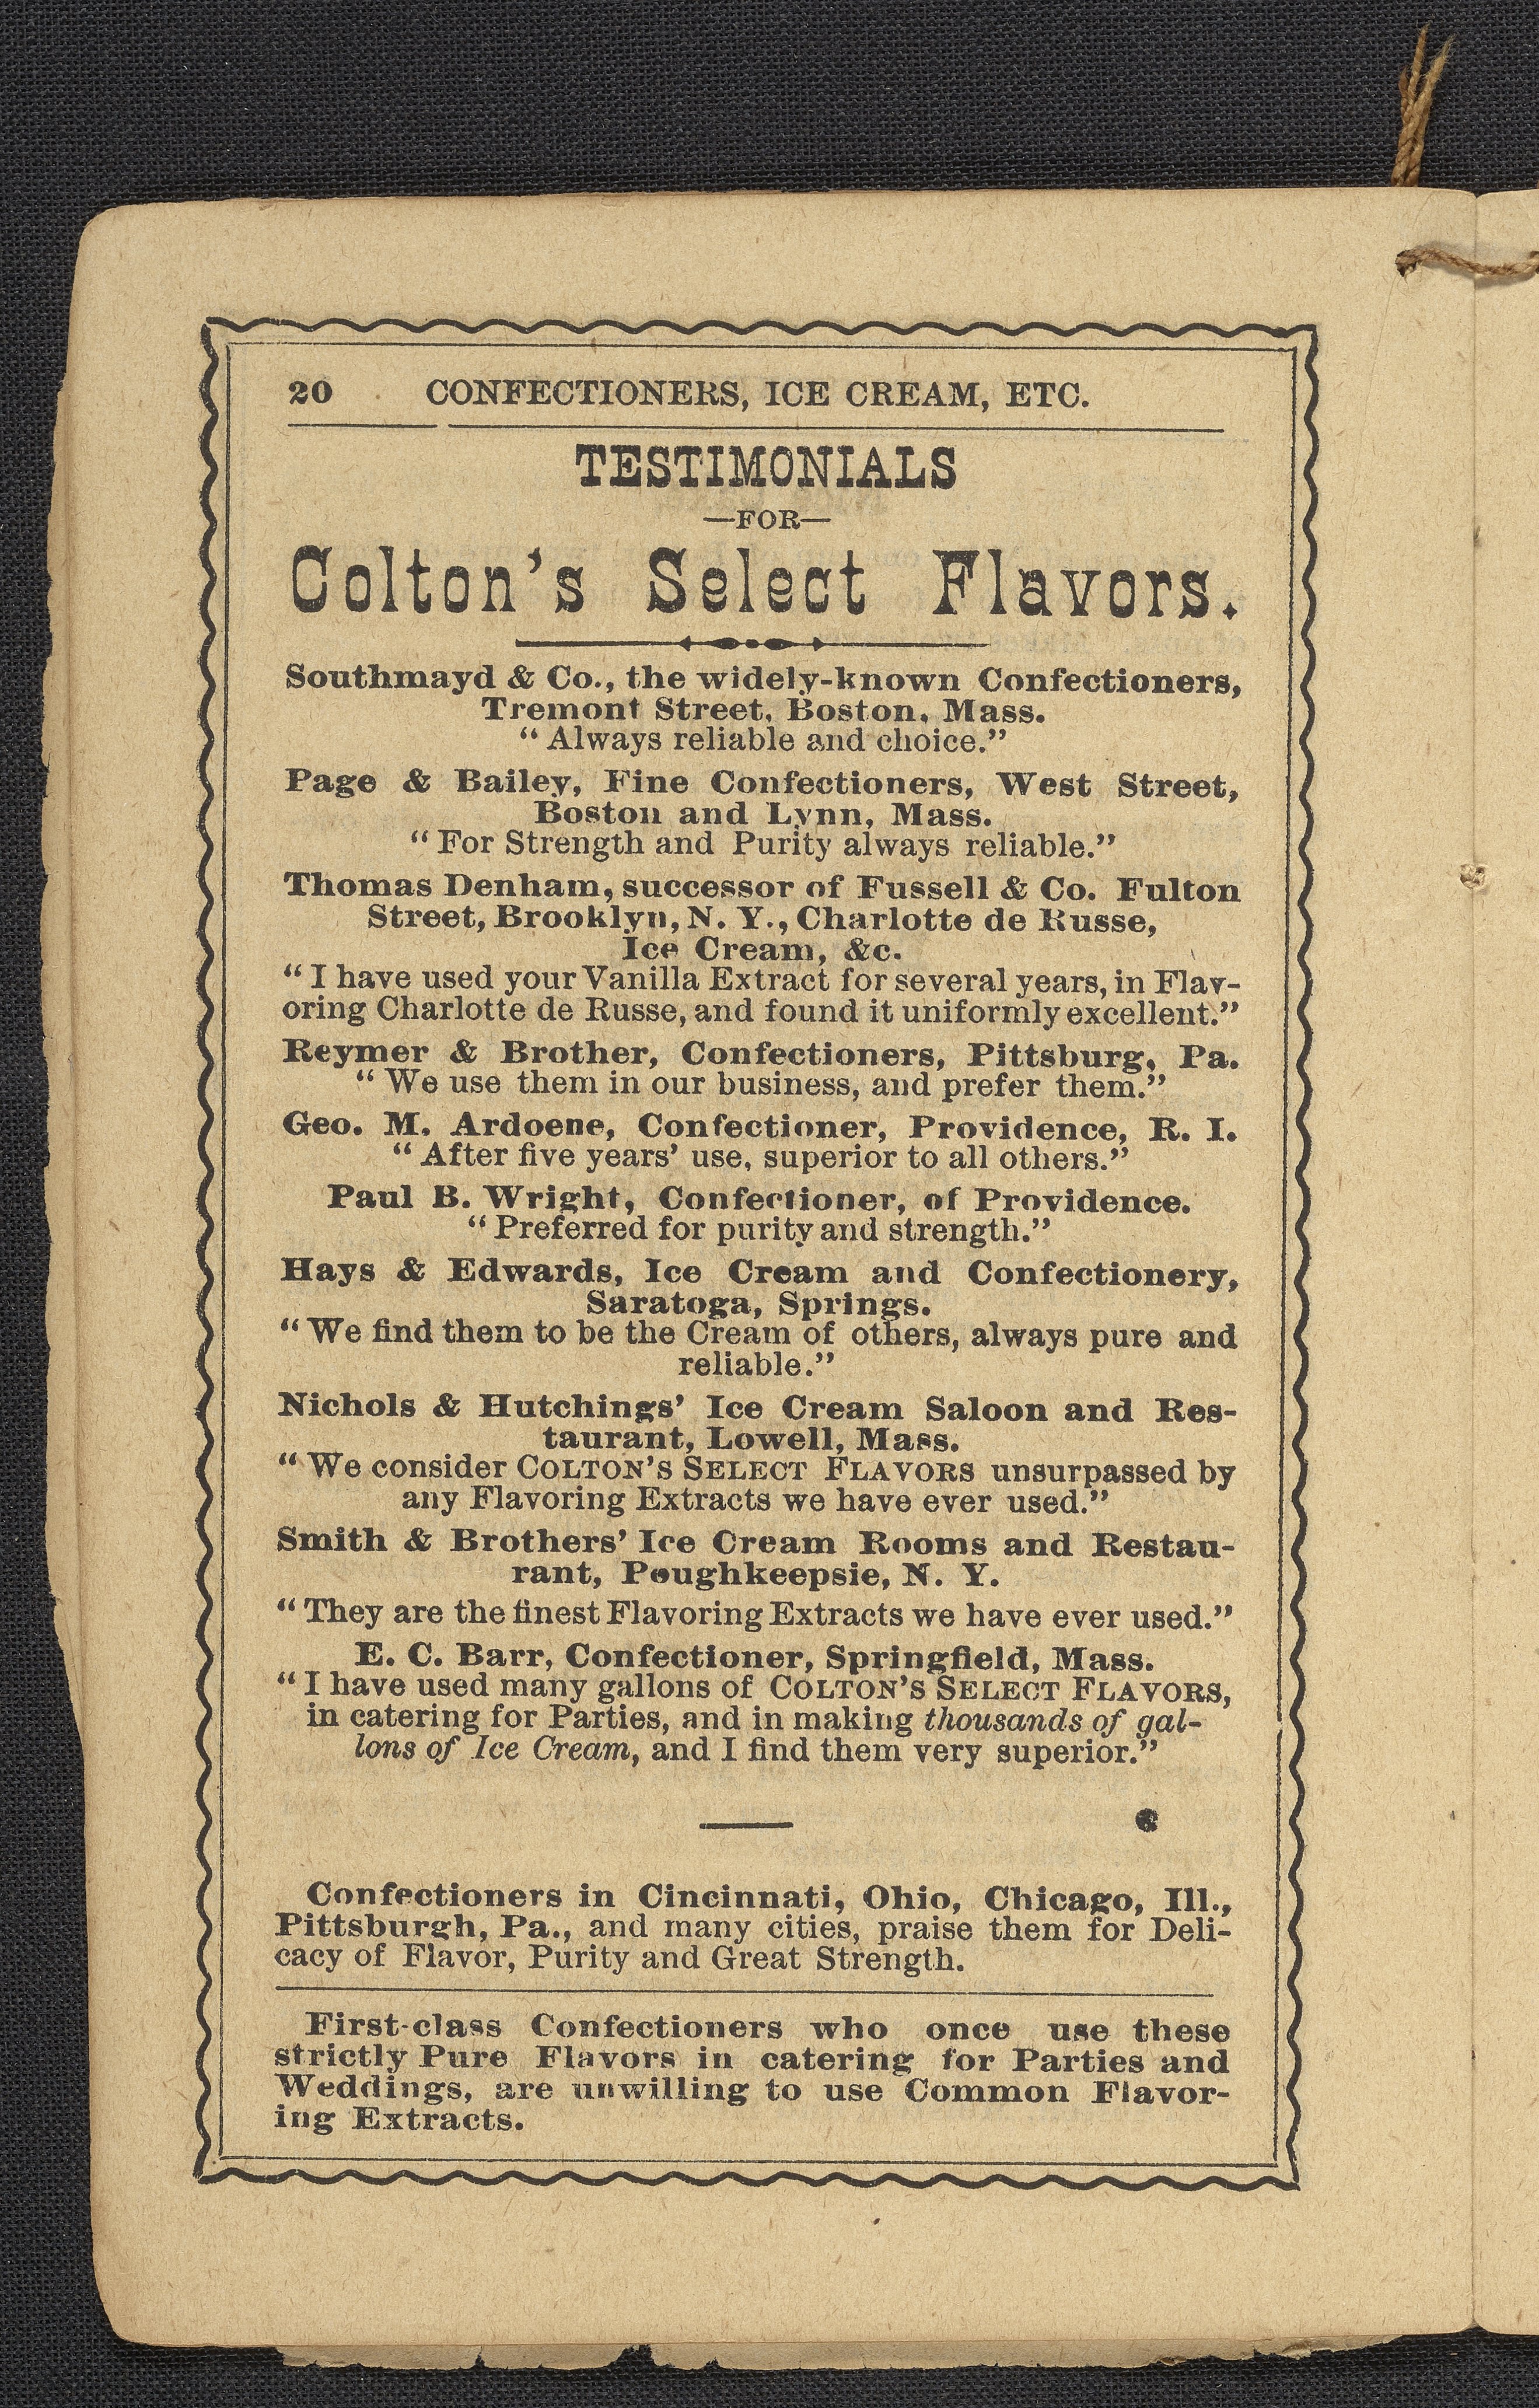 20 CONFECTIONERS, ICE CREAM, ETC.
TESTIMONIALS
—FOR—
Colton's Select Flavors.
Southmayd & Co., the widely-known Confectioners,
Tremont Street, Boston, Mass.
"Always reliable and choice."
Page & Bailey, Fine Confectioners, West Street,
Boston and Lynn, Mass.
"For Strength and Purity always reliable."
Thomas Denham, successor of Fussell & Co. Fulton
Street, Brooklyn, N. Y., Charlotte de Russe,
Ice Cream, &c.
"I have used your Vanilla Extract for several years, in Flav-
oring Charlotte de Russe, and found it uniformly excellent."
Reymer & Brother, Confectioners, Pittsburg, Pa.
"We use them in our business, and prefer them."
Geo. M. Ardoene, Confectioner, Providence, R. I.
"After five years' use, superior to all others."
Paul B. Wright, Confectioner, of Providence.
"Preferred for purity and strength."
Hays & Edwards, Ice Cream and Confectionery,
Saratoga, Springs.
"We find them to be the Cream of others, always pure and
reliable."
Nichols & Hutchings' Ice Cream Saloon and Res-
taurant, Lowell, Mass.
"We consider COLTON'S SELECT FLAVORS unsurpassed by
any Flavoring Extracts we have ever used."
Smith & Brothers' Ice Cream Rooms and Restau-
rant, Poughkeepsie, N. Y.
"They are the finest Flavoring Extracts we have ever used."
E. C. Barr, Confectioner, Springfield, Mass.
"I have used many gallons of COLTON'S SELECT FLAVORS,
in catering for Parties, and in making thousands of gal-
lons of Ice Cream, and I find them very superior."
Confectioners in Cincinnati, Ohio, Chicago, Ill.,
Pittsburgh, Pa., and many cities, praise them for Deli-
cacy of Flavor, Purity and Great Strength.
First-class Confectioners who once use these
strictly Pure Flavors in catering for Parties and
Weddings, are unwilling to use Common Flavor-
ing Extracts.